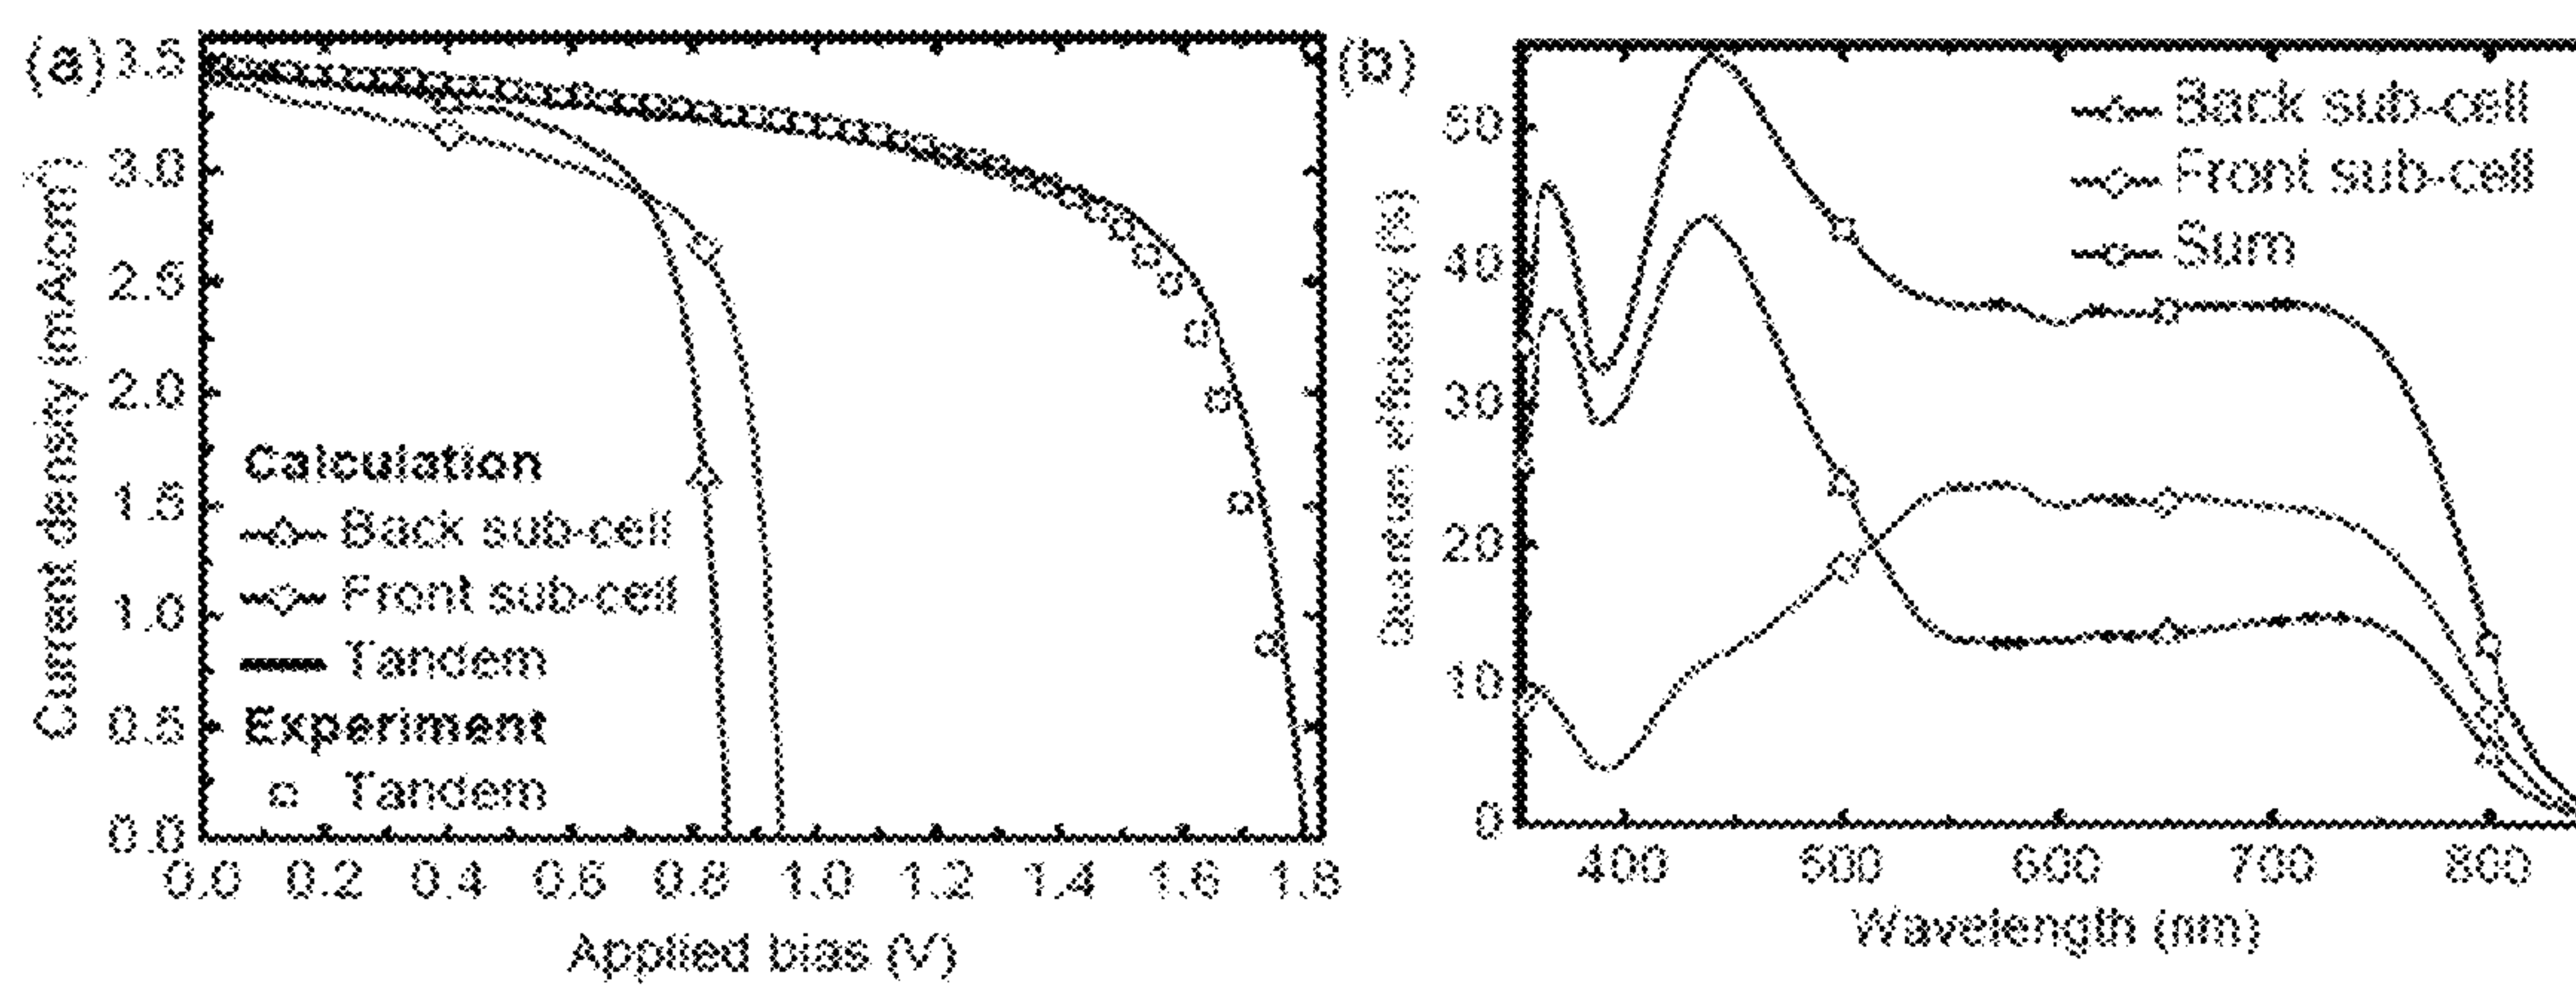 (a)
3.5
3.0
2.5
2.0
1.5
1.0
0.5
0.0
Current density (mA/cm²)
Calculation
Back sub-cell
Front sub-cell
Tandem
Experiment
Tandem
0.0 0.2 0.4 0.6 0.8 1.0 1.2 1.4 1.6 1.8
Applied bias (V)
(b)
50
40
30
20
10
0
Quantum efficiency (%)
Back sub-cell
Front sub-cell
Sum
400 500 600 700 800
Wavelength (nm)